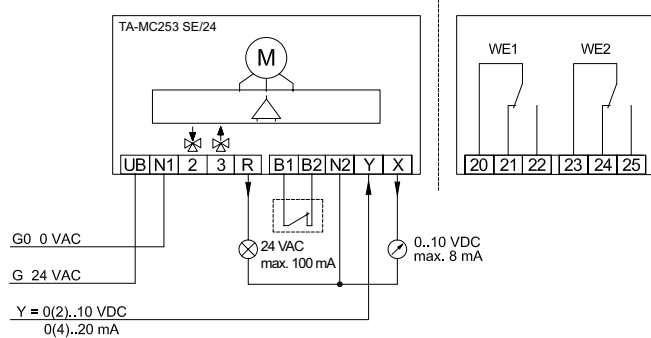 TA-MC253 SE/24
M
WE1 WE2
UB N1 2 3 R B1 B2 N2 Y X
20 21 22 23 24 25
G0 0 VAC
24 VAC
max. 100 mA
0..10 VDC
max. 8 mA
G 24 VAC
Y = 0(2)..10 VDC
0(4)..20 mA